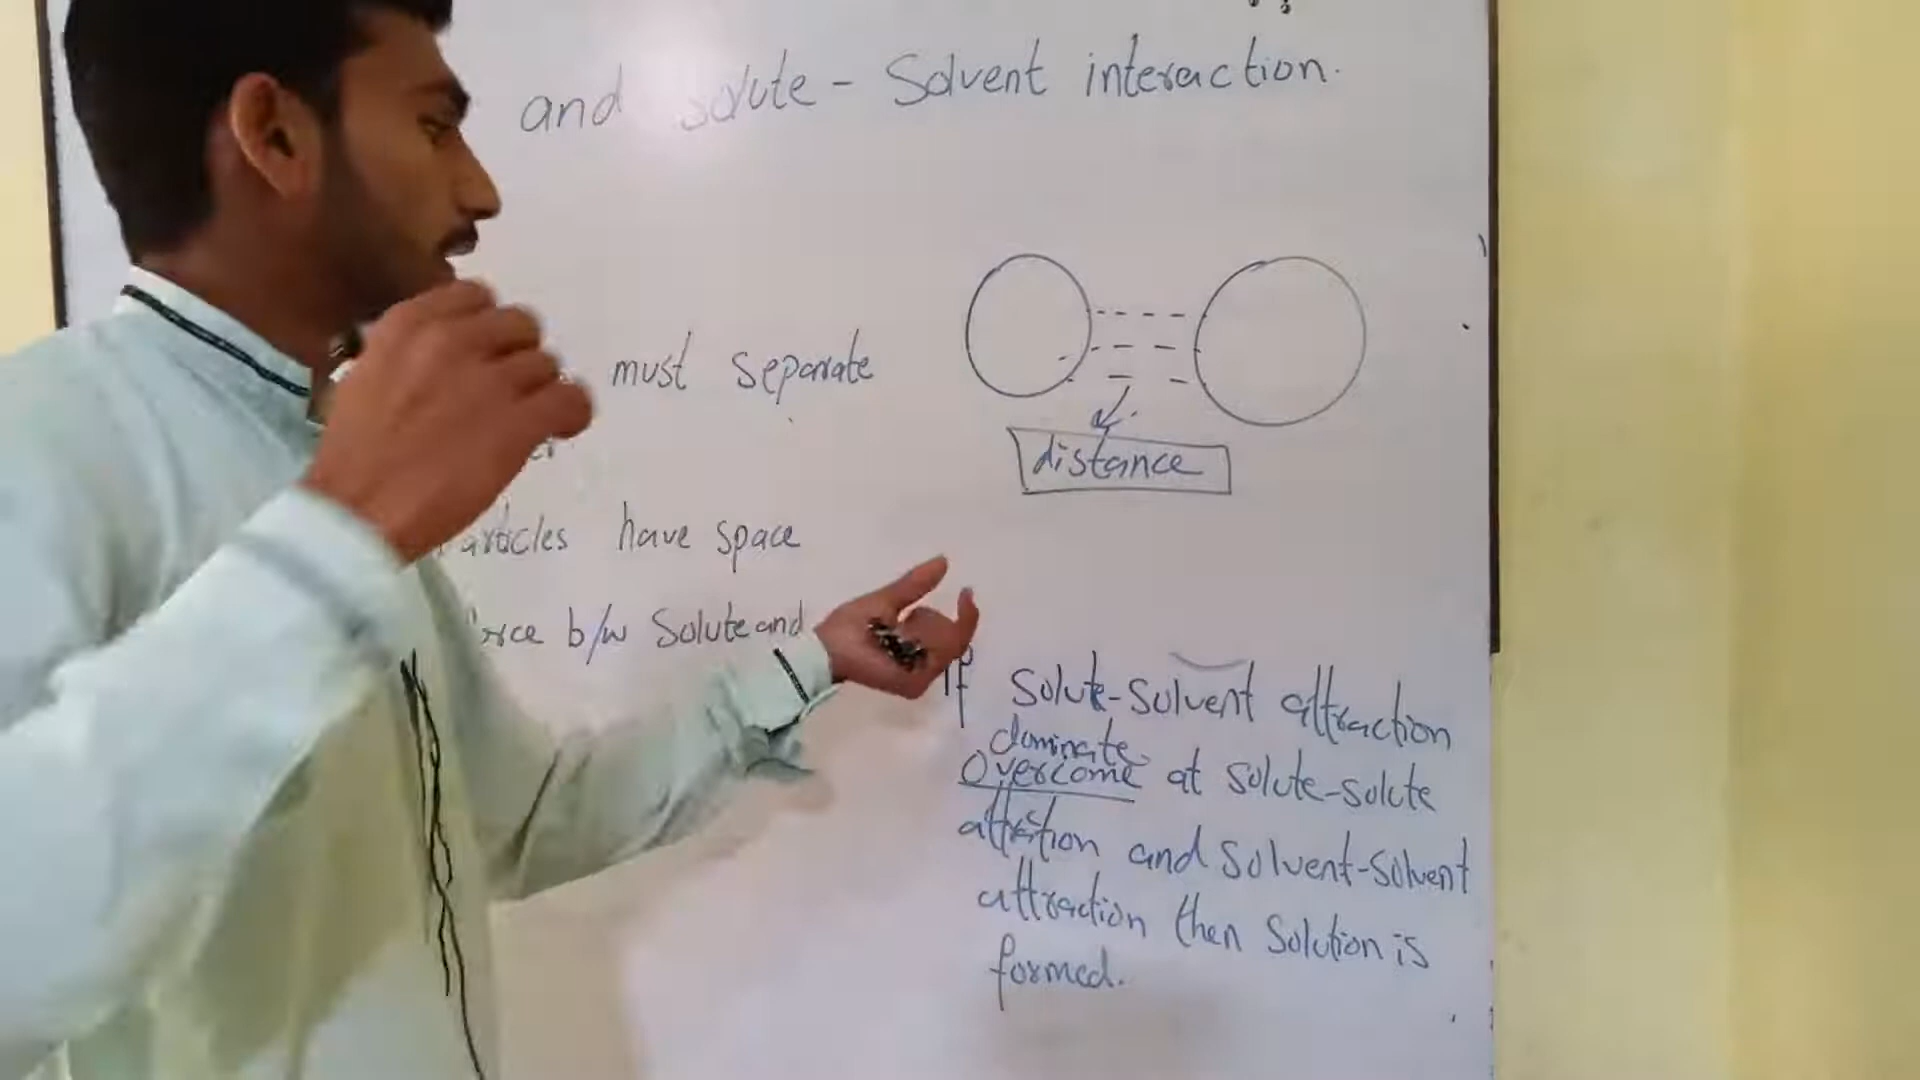 and solute - Solvent interaction.
must separate
distance
articles have space
orce b/w Solute and
If Solute-Solvent attraction
dominate
Overcome at Solute-solute
attraction and Solvent-Solvent
attraction then Solution is
formed.